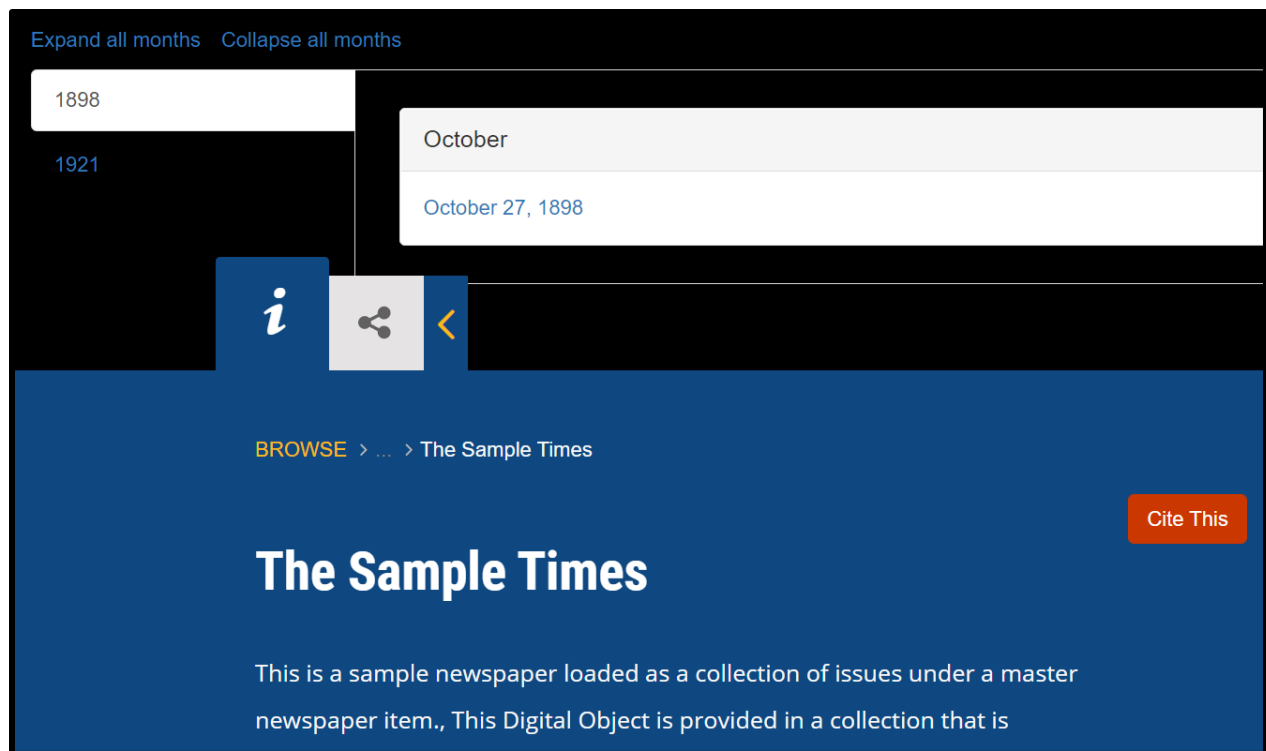 Expand all months Collapse all months
1898
October
1921
October 27, 1898
i
BROWSE > ... > The Sample Times
Cite This
The Sample Times
This is a sample newspaper loaded as a collection of issues under a master
newspaper item., This Digital Object is provided in a collection that is